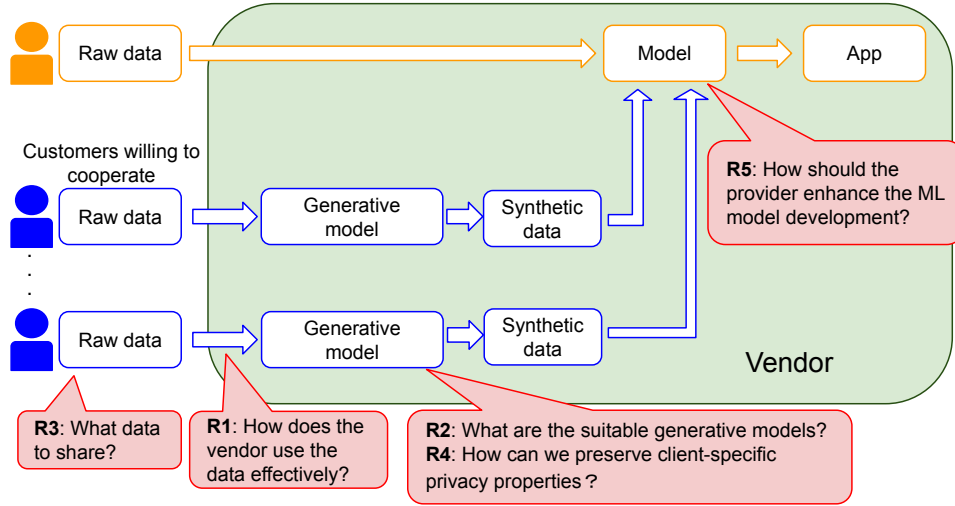 Raw data
Model
App
Customers willing to
cooperate
Raw data
Generative
model
Synthetic
data
R5: How should the
provider enhance the ML
model development?
.
.
.
Raw data
Generative
model
Synthetic
data
Vendor
R3: What data
to share?
R1: How does the
vendor use the
data effectively?
R2: What are the suitable generative models?
R4: How can we preserve client-specific
privacy properties？